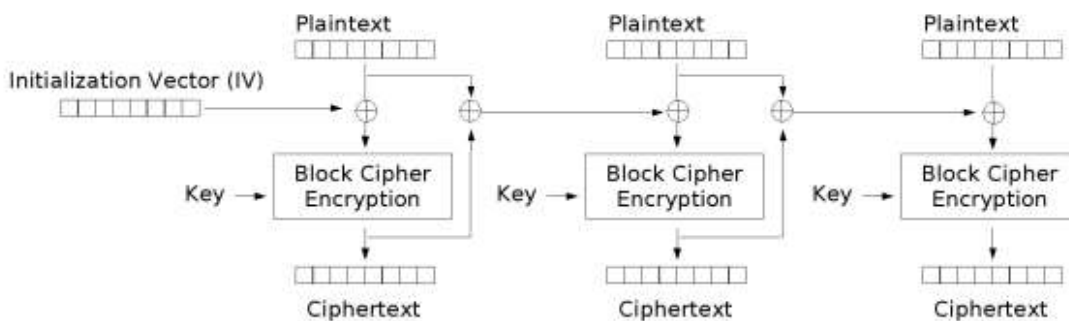 Plaintext
Plaintext
Plaintext
Initialization Vector (IV)
Key
Block Cipher
Encryption
Key
Block Cipher
Encryption
Key
Block Cipher
Encryption
Ciphertext
Ciphertext
Ciphertext